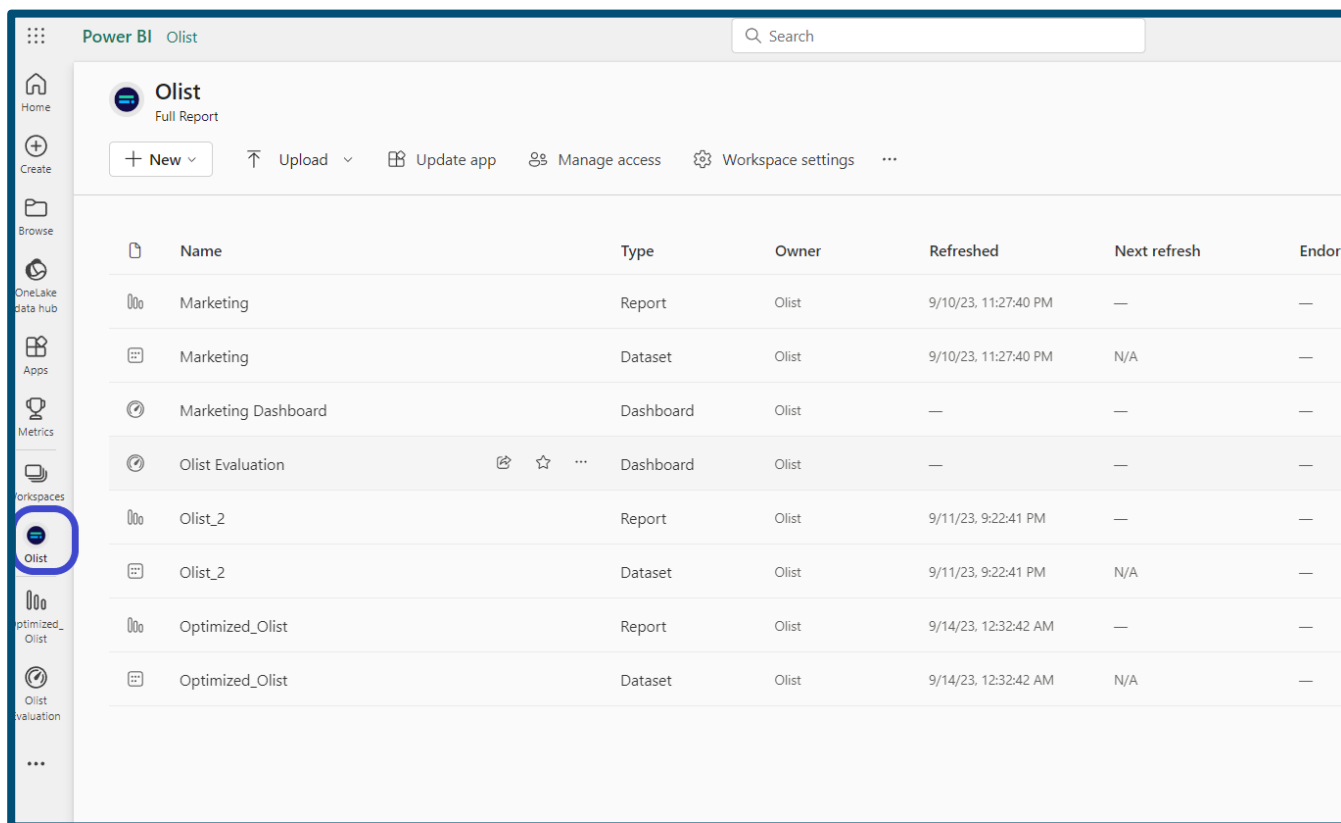 Power BI Olist
Search
Home
Create
Browse
OneLake
data hub
Apps
Metrics
Workspaces
Olist
Optimized_
Olist
Olist
Evaluation
Olist
Full Report
New
Upload
Update app
Manage access
Workspace settings
Name Type Owner Refreshed Next refresh Endor
Marketing Report Olist 9/10/23, 11:27:40 PM —  —
Marketing Dataset Olist 9/10/23, 11:27:40 PM N/A —
Marketing Dashboard Dashboard Olist — — —
Olist Evaluation Dashboard Olist — — —
Olist_2 Report Olist 9/11/23, 9:22:41 PM — —
Olist_2 Dataset Olist 9/11/23, 9:22:41 PM N/A —
Optimized_Olist Report Olist 9/14/23, 12:32:42 AM — —
Optimized_Olist Dataset Olist 9/14/23, 12:32:42 AM N/A —